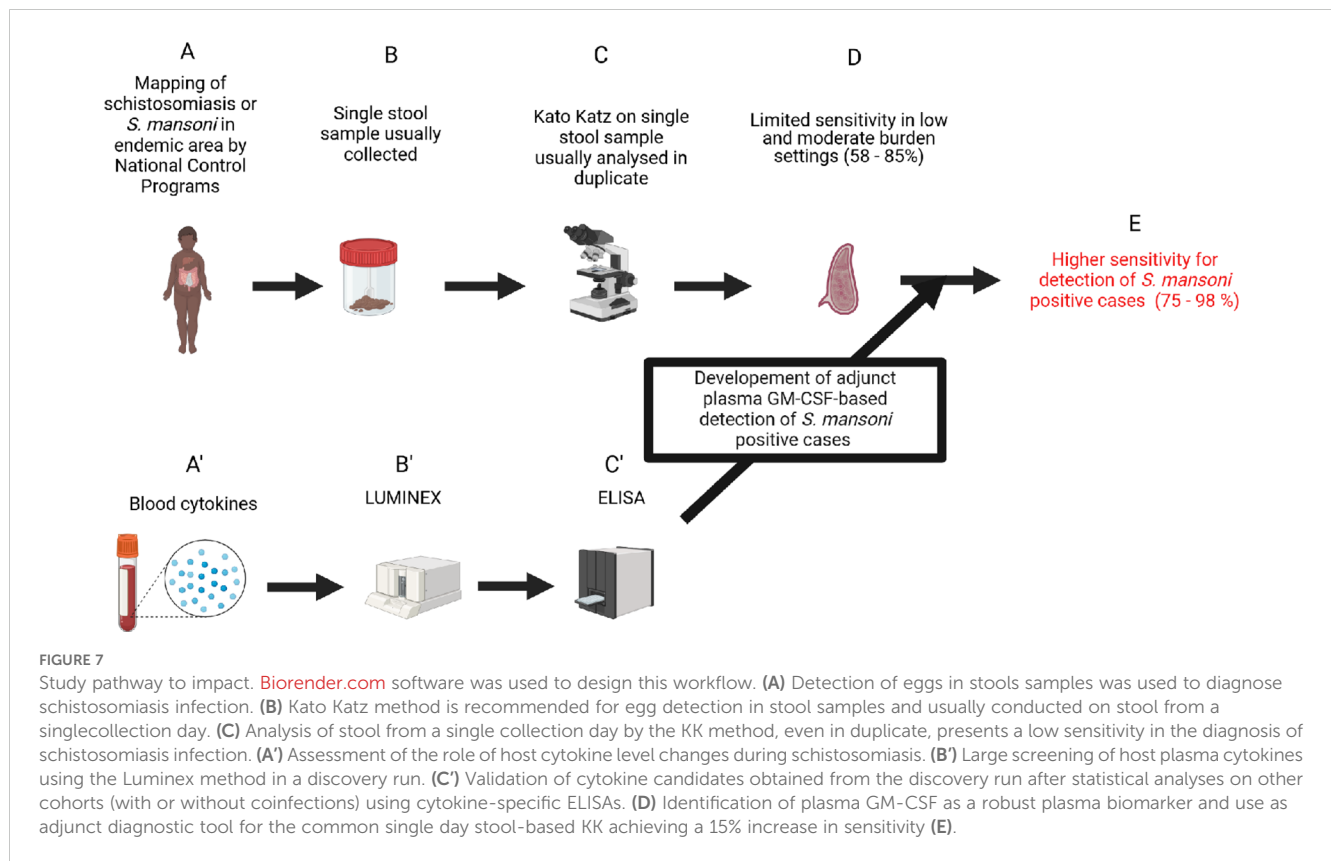 A
Mapping of
schistosomiasis or
S. mansoni in
endemic area by
National Control
Programs
B
Single stool
sample usually
collected
C
Kato Katz on single
stool sample
usually analysed in
duplicate
D
Limited sensitivity in low
and moderate burden
settings (58 - 85%)
E
Higher sensitivity for
detection of S. mansoni
positive cases (75 - 98 %)
Developement of adjunct
plasma GM-CSF-based
detection of S. mansoni
positive cases
A'
Blood cytokines
B'
LUMINEX
C'
ELISA
FIGURE 7
Study pathway to impact. Biorender.com software was used to design this workflow. (A) Detection of eggs in stools samples was used to diagnose
schistosomiasis infection. (B) Kato Katz method is recommended for egg detection in stool samples and usually conducted on stool from a
singlecollection day. (C) Analysis of stool from a single collection day by the KK method, even in duplicate, presents a low sensitivity in the diagnosis of
schistosomiasis infection. (A’) Assessment of the role of host cytokine level changes during schistosomiasis. (B’) Large screening of host plasma cytokines
using the Luminex method in a discovery run. (C’) Validation of cytokine candidates obtained from the discovery run after statistical analyses on other
cohorts (with or without coinfections) using cytokine-specific ELISAs. (D) Identification of plasma GM-CSF as a robust plasma biomarker and use as
adjunct diagnostic tool for the common single day stool-based KK achieving a 15% increase in sensitivity (E).